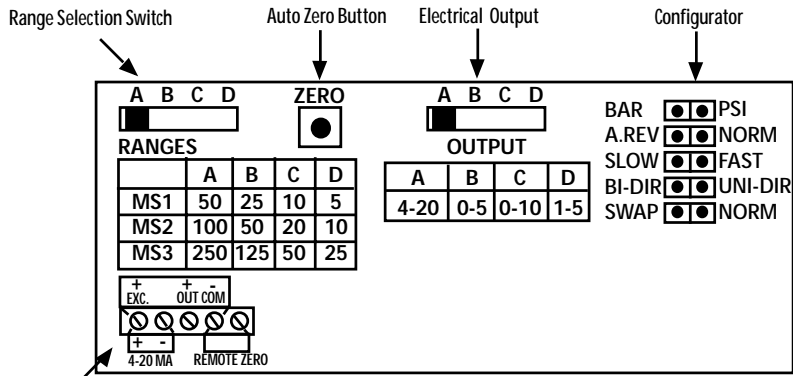 Range Selection Switch
Auto Zero Button
Electrical Output
Configurator
A B C D
ZERO
A B C D
RANGES
OUTPUT
A B C D
MS1 50 25 10 5
MS2 100 50 20 10
MS3 250 125 50 25
A B C D
4-20 0-5 0-10 1-5
BAR PSI
A.REV NORM
SLOW FAST
BI-DIR UNI-DIR
SWAP NORM
+ + -
EXC. OUT COM
+ -
4-20 MA REMOTE ZERO